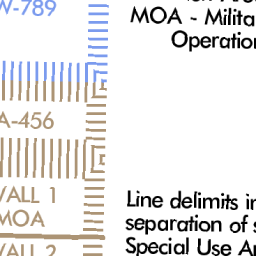 W-789
MOA - Milita
Operation
A-456
VALL 1
MOA
VALL 2
Line delimits in
separation of s
Special Use A